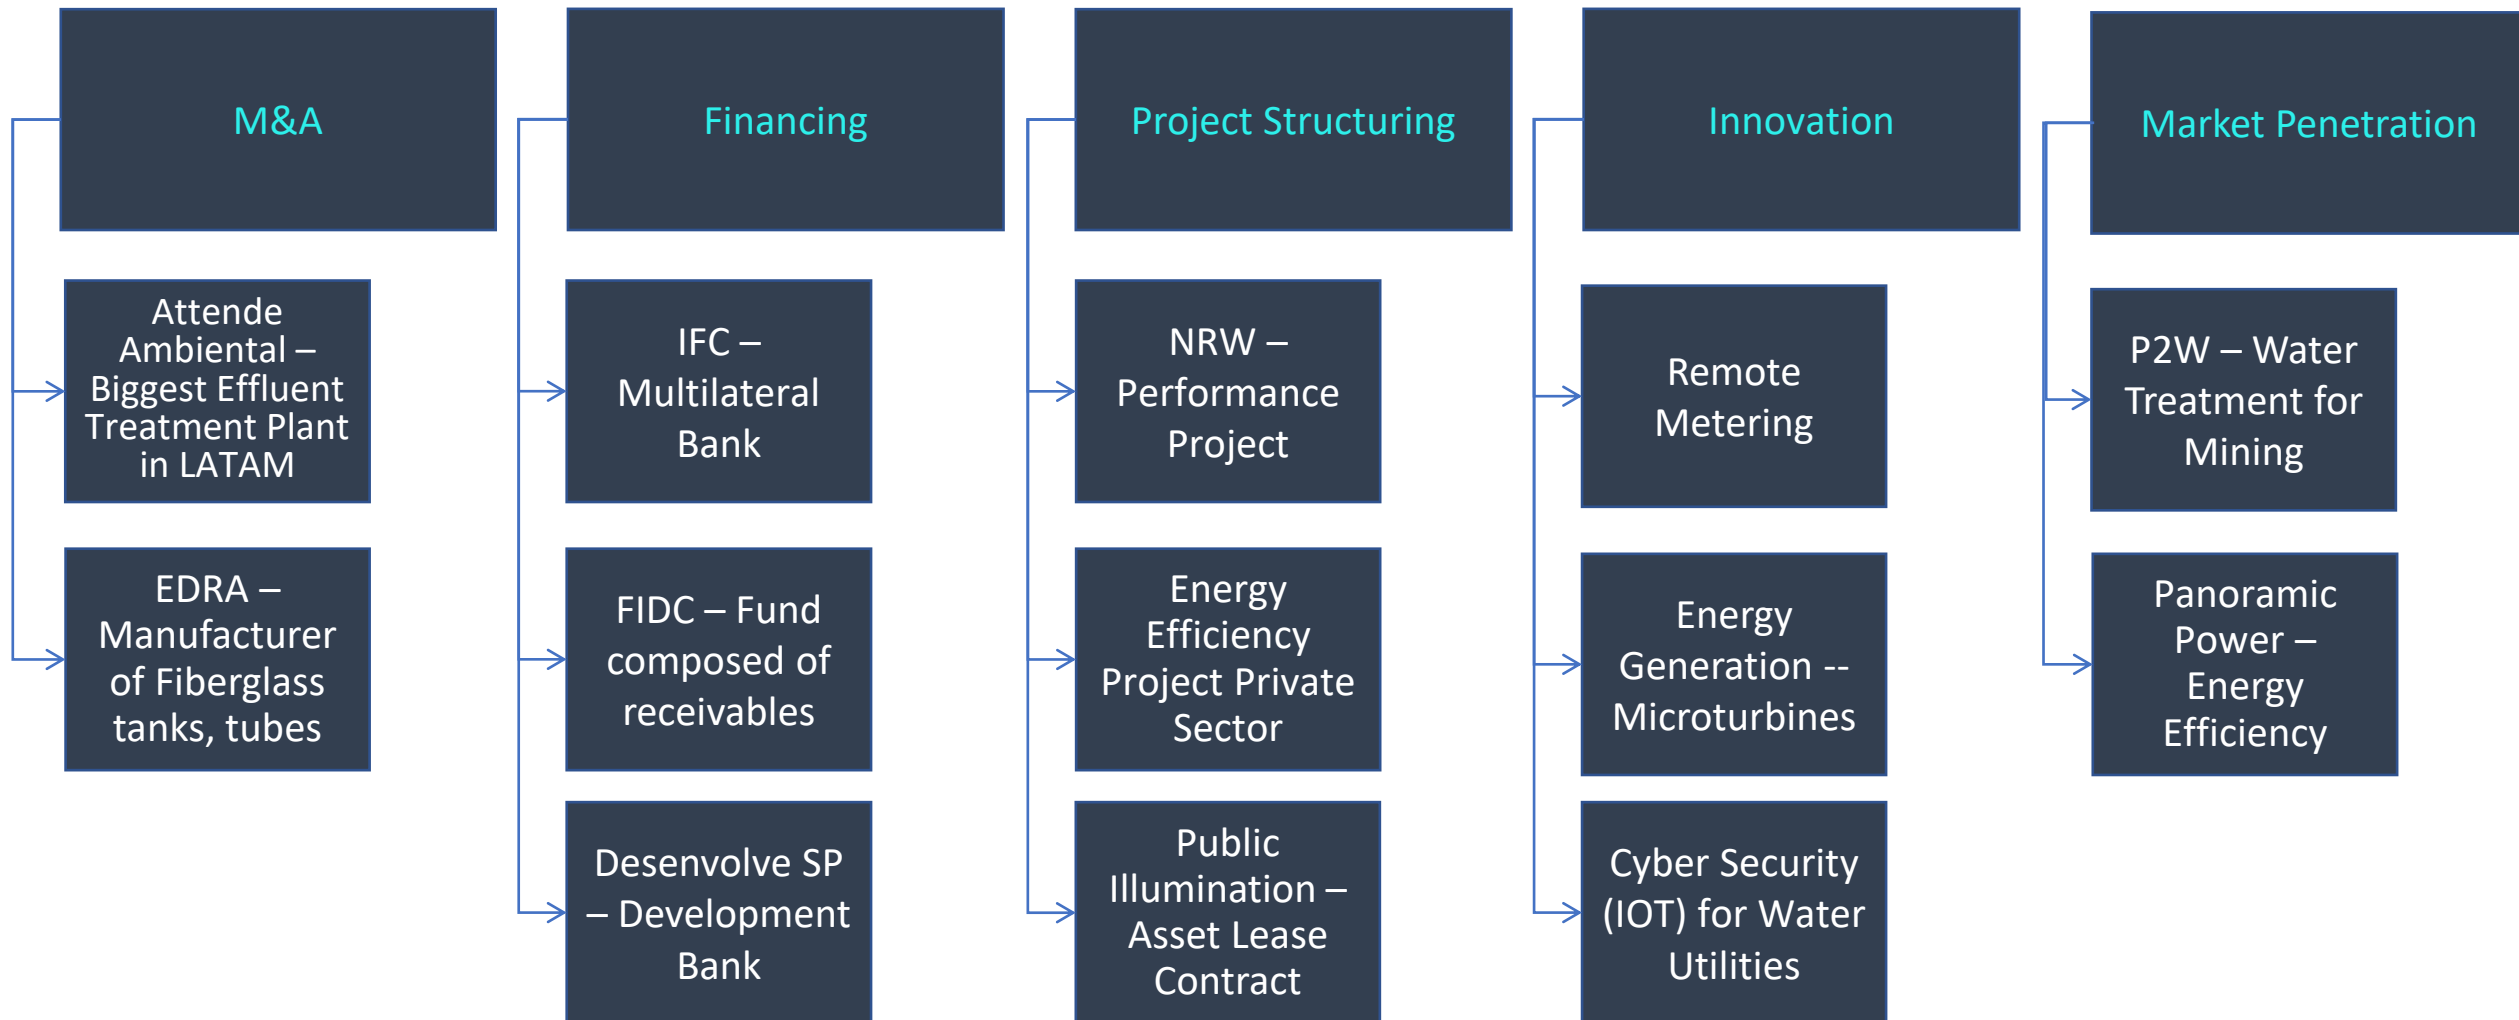 M&A
Attende
Ambiental –
Biggest Effluent
Treatment Plant
in LATAM
EDRA –
Manufacturer
of Fiberglass
tanks, tubes
Financing
IFC –
Multilateral
Bank
FIDC – Fund
composed of
receivables
Desenvolve SP
– Development
Bank
Project Structuring
NRW –
Performance
Project
Energy
Efficiency
Project Private
Sector
Public
Illumination –
Asset Lease
Contract
Innovation
Remote
Metering
Energy
Generation --
Microturbines
Cyber Security
(IOT) for Water
Utilities
Market Penetration
P2W – Water
Treatment for
Mining
Panoramic
Power –
Energy
Efficiency